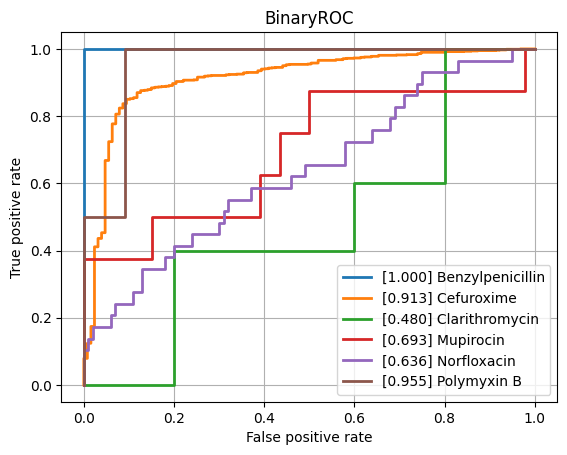 BinaryROC
True positive rate
1.0
0.8
0.6
0.4
0.2
0.0
[1.000] Benzylpenicillin
[0.913] Cefuroxime
[0.480] Clarithromycin
[0.693] Mupirocin
[0.636] Norfloxacin
[0.955] Polymyxin B
0.0 0.2 0.4 0.6 0.8 1.0
False positive rate